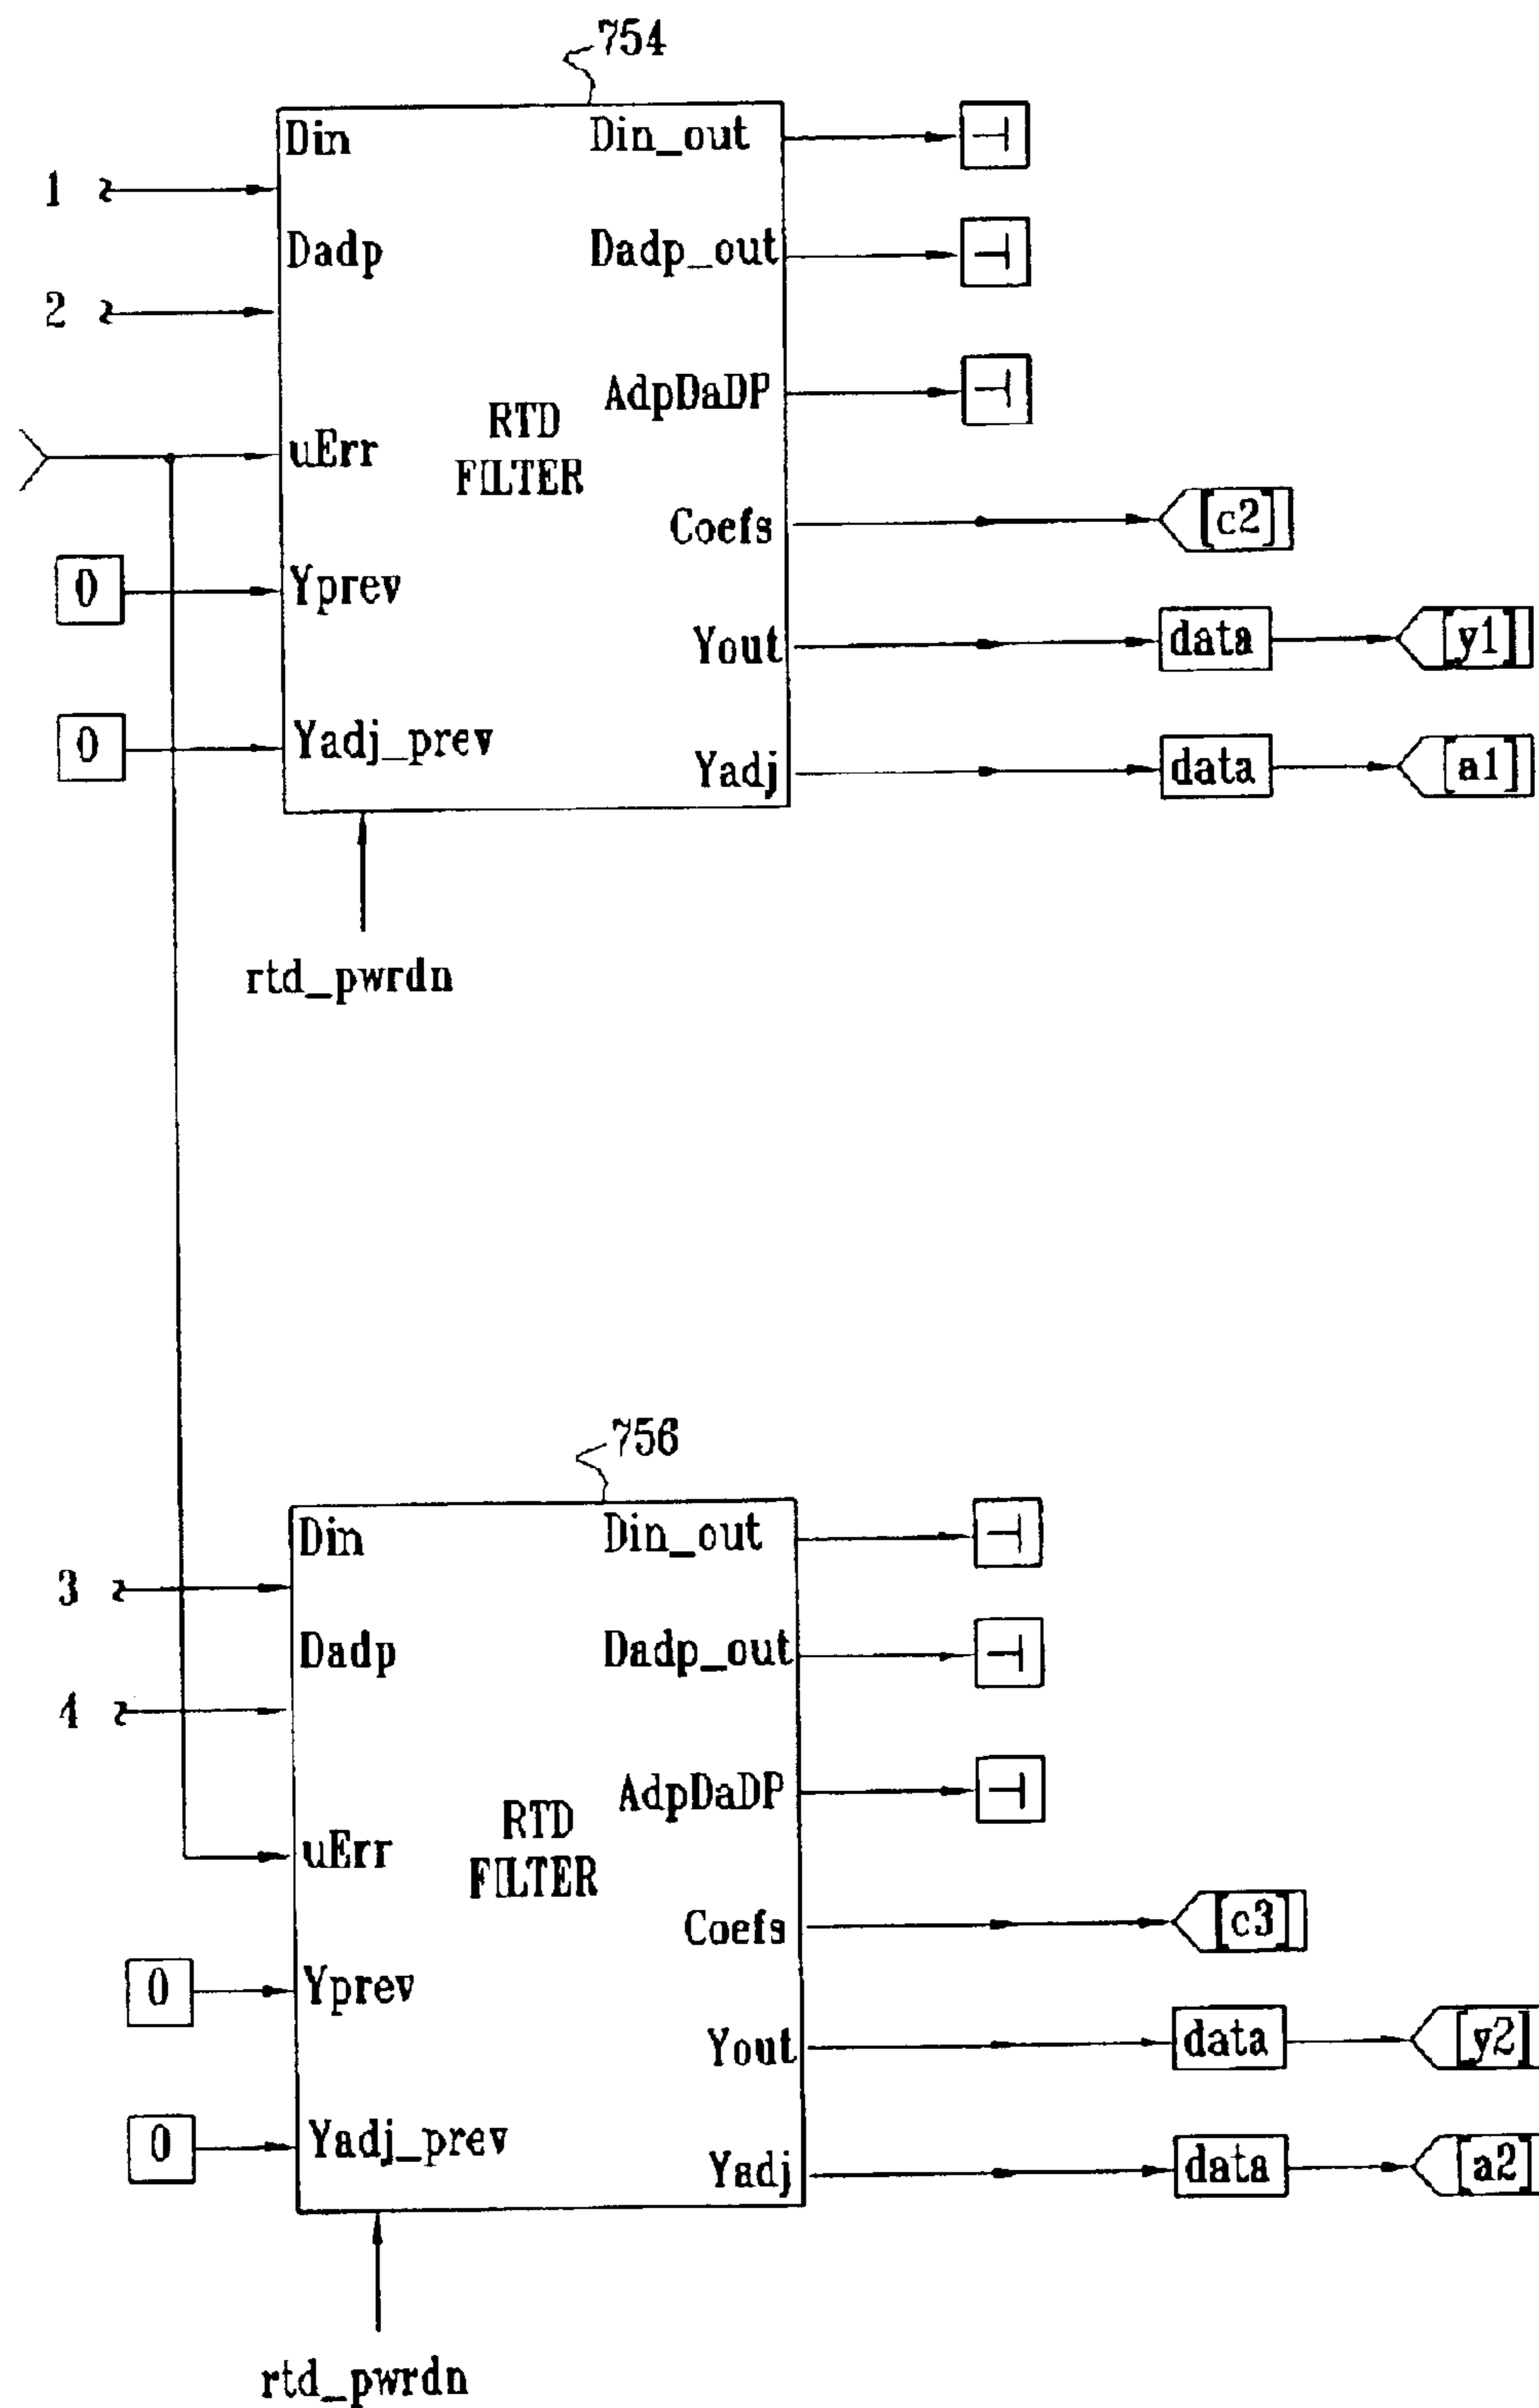 754
Din Din_out
1
Dadp Dadp_out
2
AdpDaDP
RTD
FILTER
uErr
Coefs [c2]
0 Yprev
Yout data [y1]
0 Yadj_prev
Yadj data [a1]
rtd_pwrdn
756
Din Din_out
3
Dadp Dadp_out
4
AdpDaDP
RTD
FILTER
uErr
Coefs [c3]
0 Yprev
Yout data [y2]
0 Yadj_prev
Yadj data [a2]
rtd_pwrdn